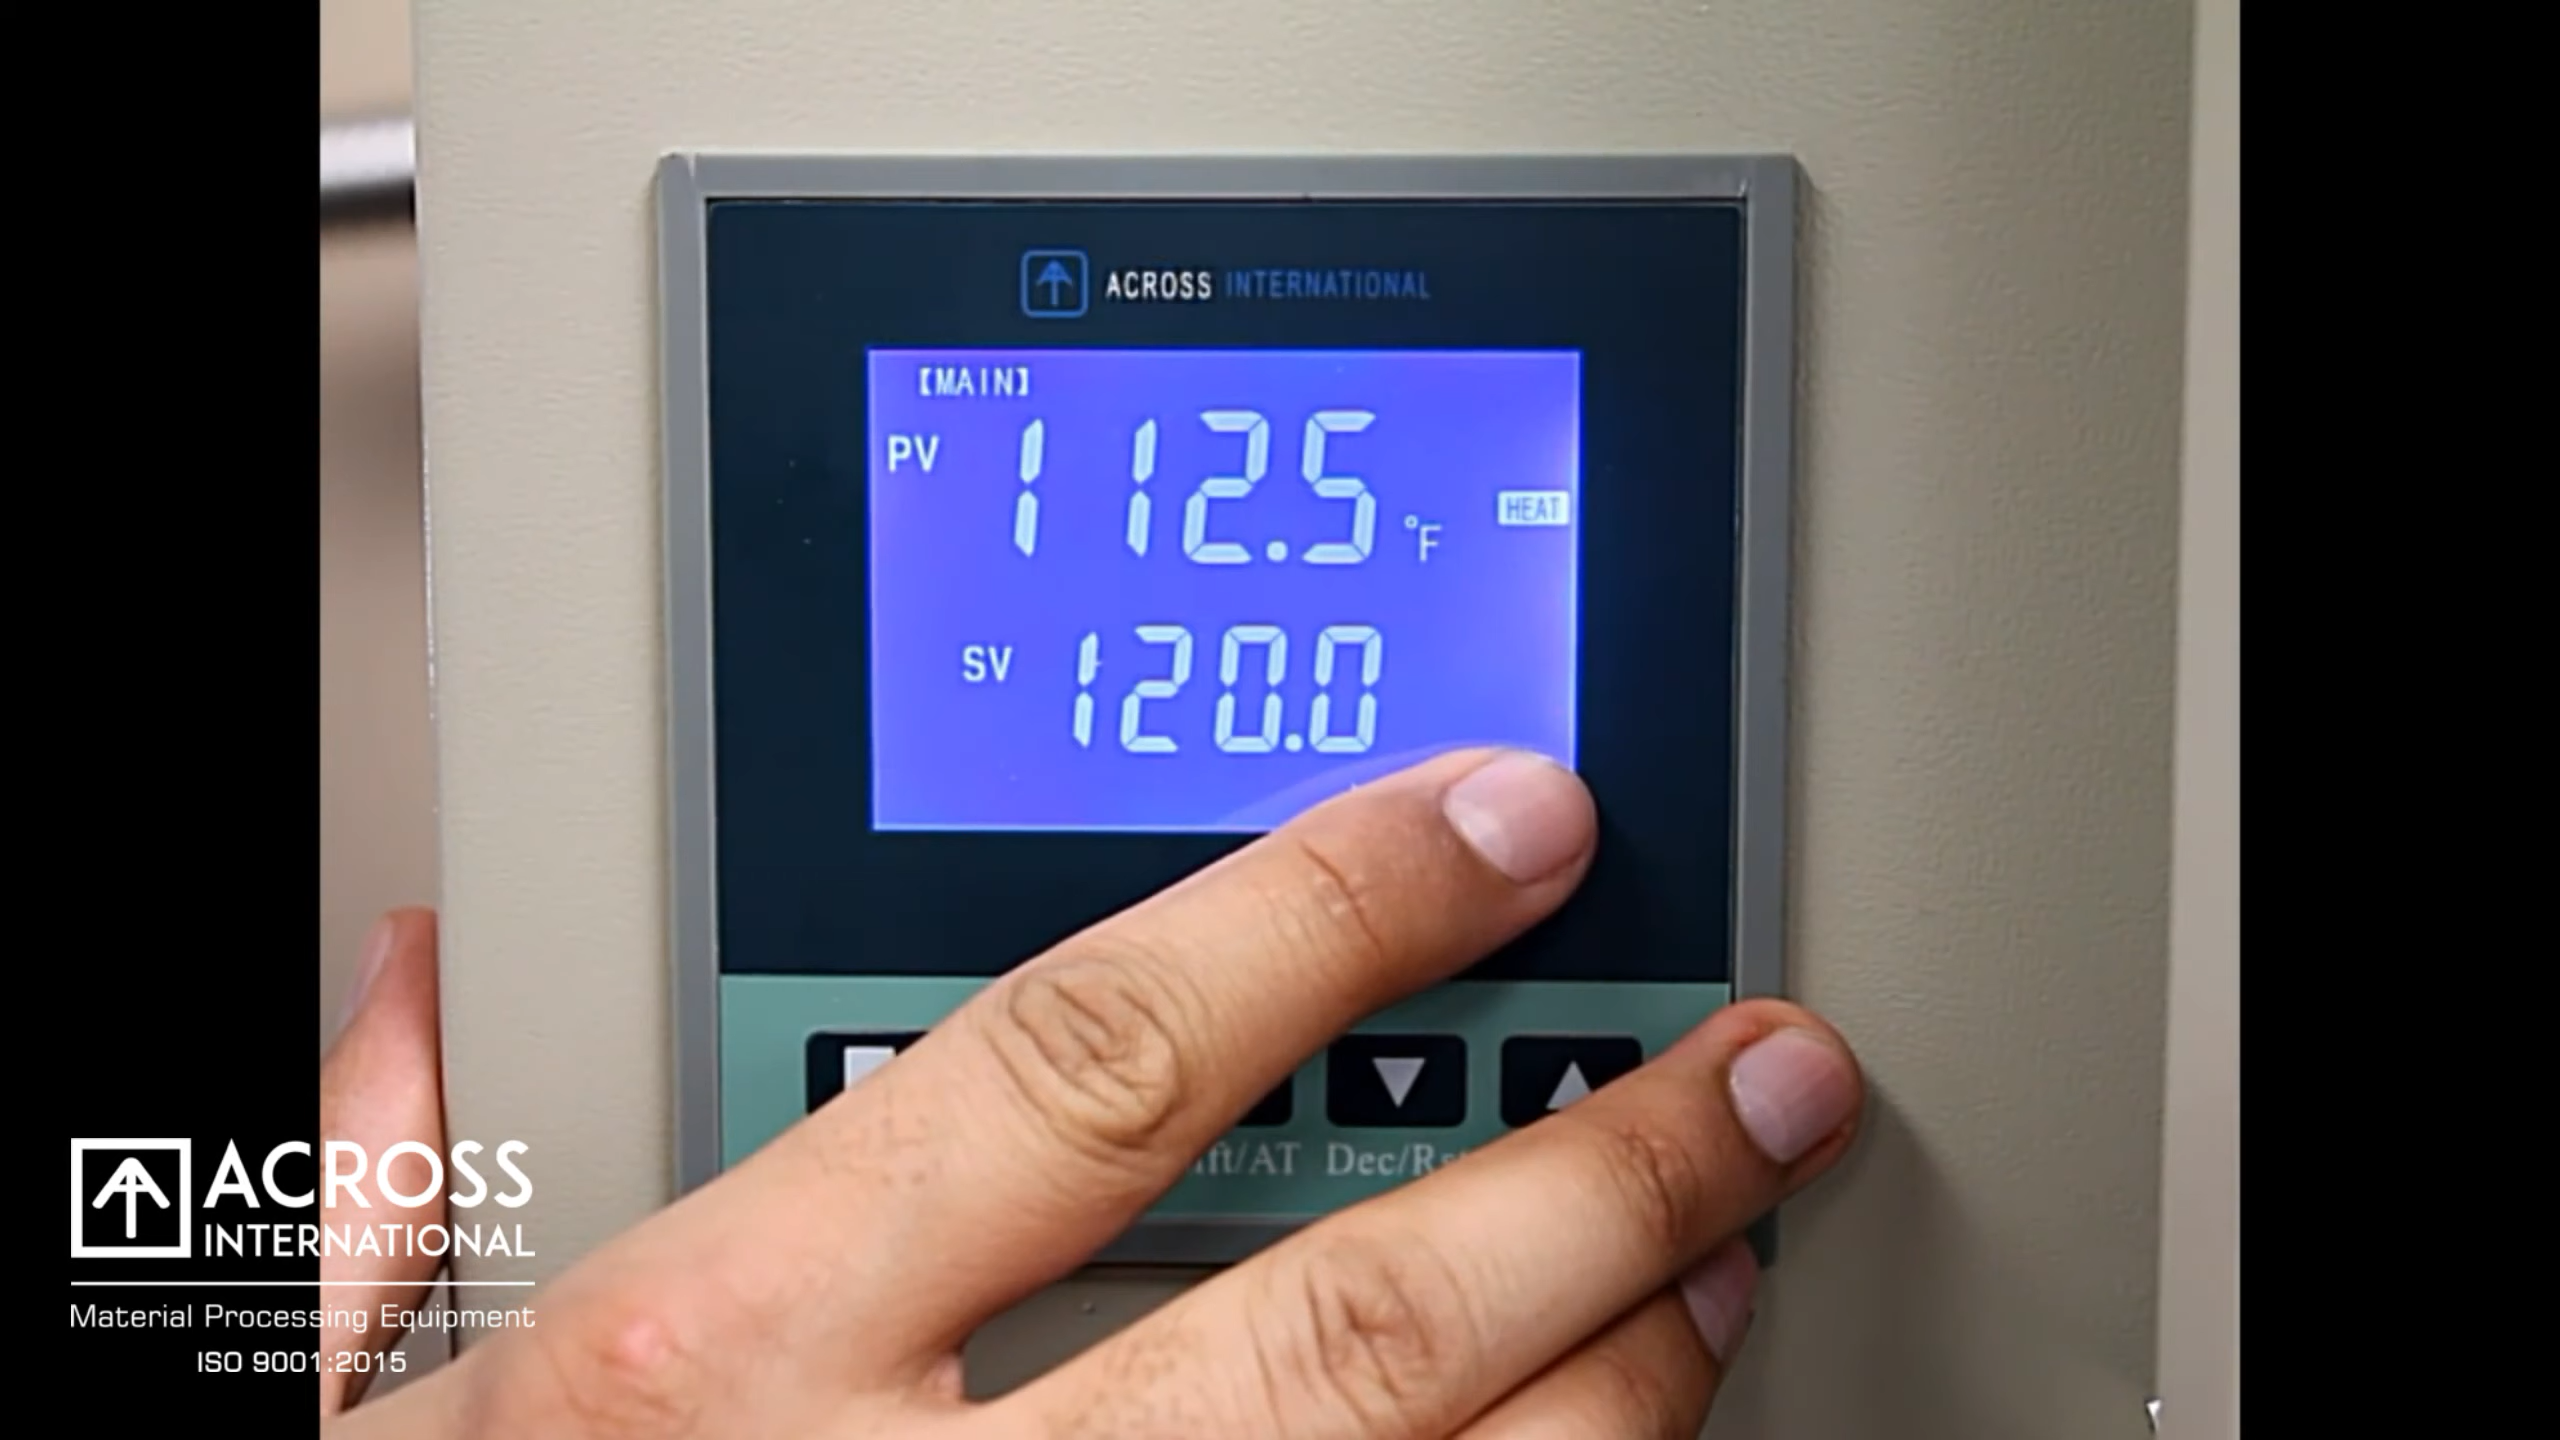 ACROSS INTERNATIONAL
【MAIN】
PV 112.5 °F
HEAT
SV 120.0
Dec/Rst
ACROSS
INTERNATIONAL
Material Processing Equipment
ISO 9001:2015